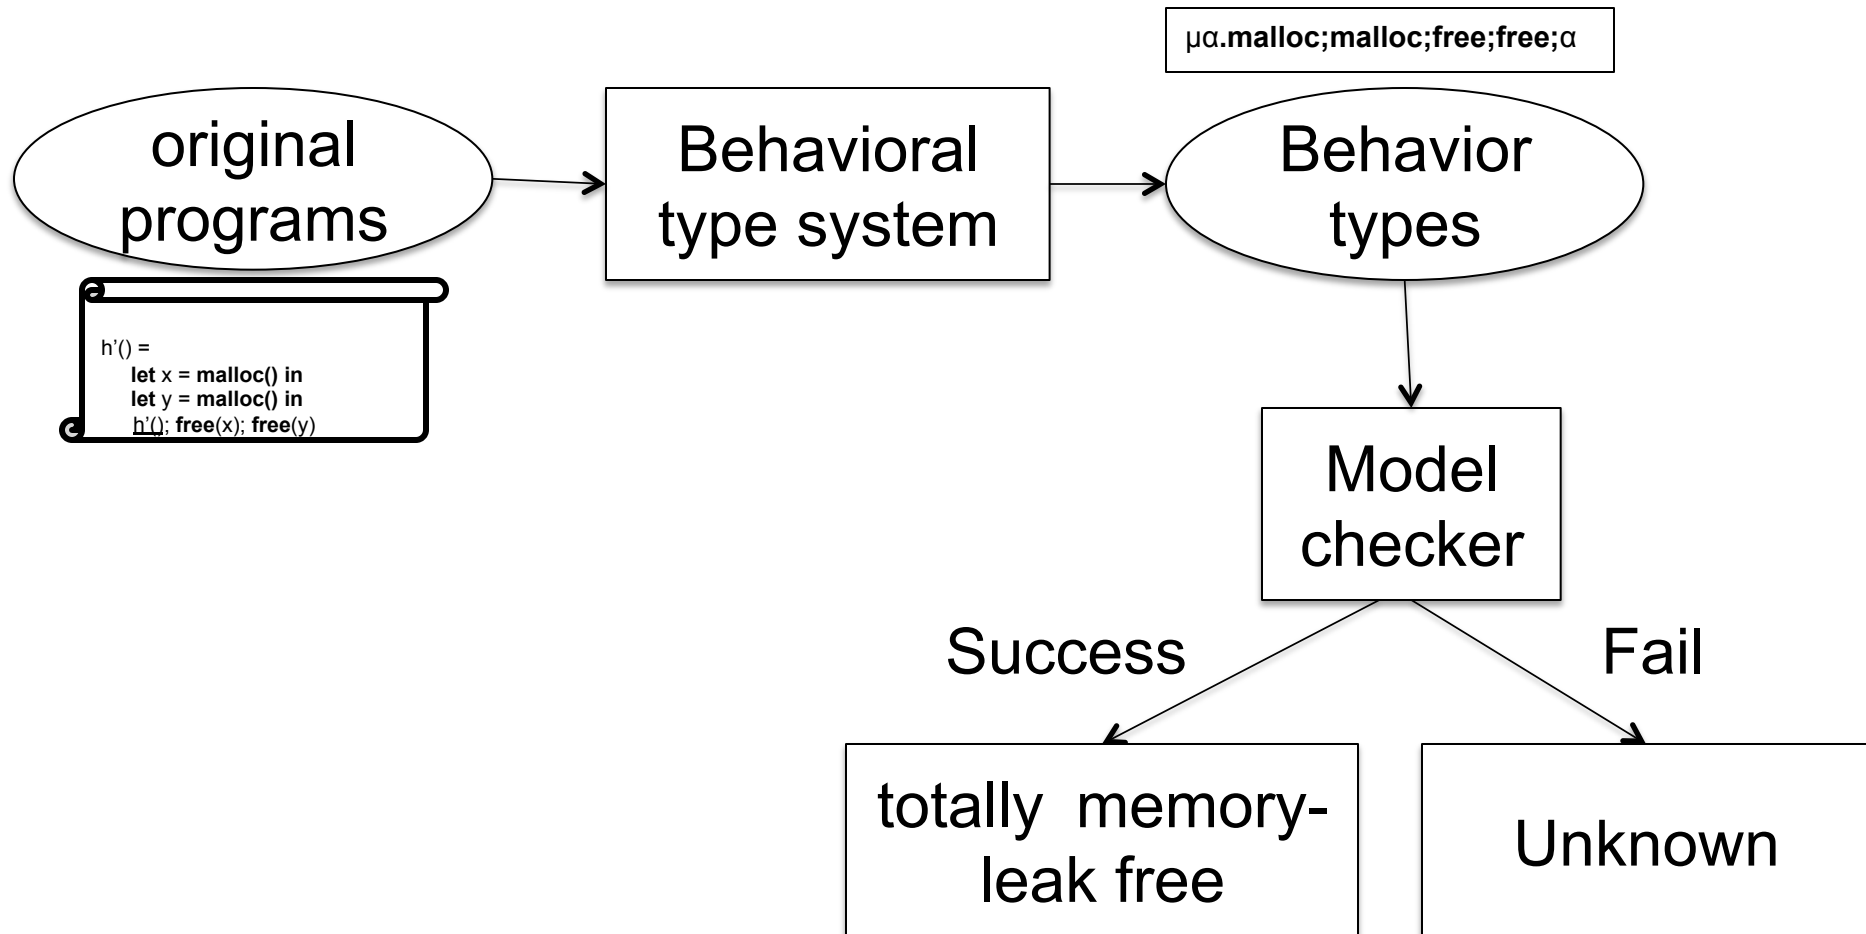 μα.malloc;malloc;free;free;α
original
programs
Behavioral
type system
Behavior
types
h’() =
let x = malloc() in
let y = malloc() in
h’(); free(x); free(y)
Model
checker
Success
Fail
totally memory-
leak free
Unknown